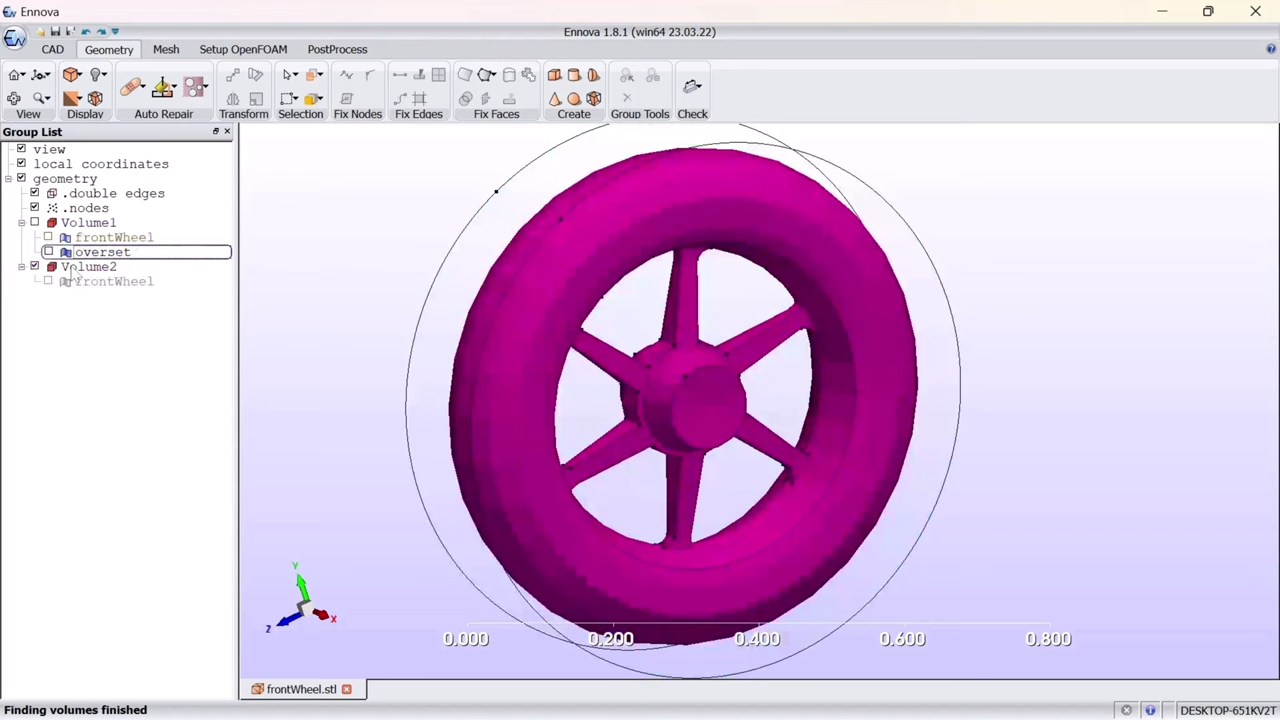 Ennova
Ennova 1.8.1 (win64 23.03.22)
CAD Geometry Mesh Setup OpenFOAM PostProcess
View Display Auto Repair Transform Selection Fix Nodes Fix Edges Fix Faces Create Group Tools Check
Group List
view
local coordinates
geometry
.double edges
.nodes
Volume1
frontWheel
overset
Volume2
frontWheel
Y
Z X
0.000 0.200 0.400 0.600 0.800
frontWheel.stl
Finding volumes finished DESKTOP-651KV2T